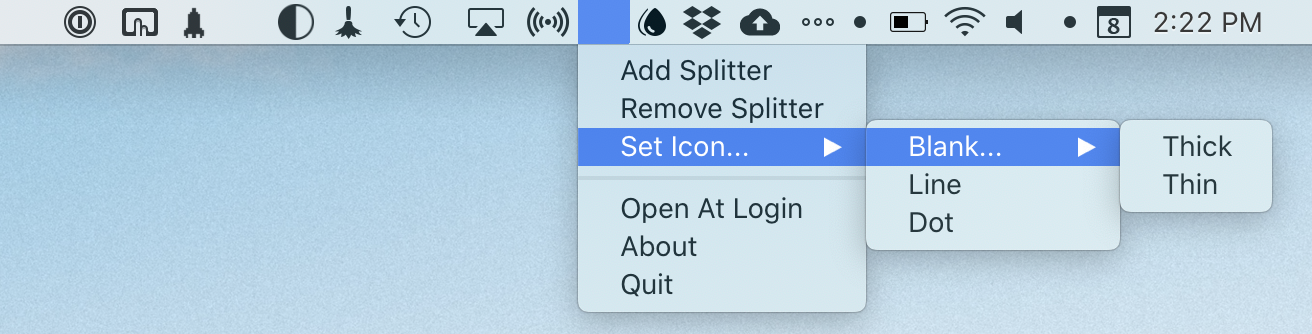 8
2:22 PM
Add Splitter
Remove Splitter
Set Icon...
Open At Login
About
Quit
Blank...
Line
Dot
Thick
Thin